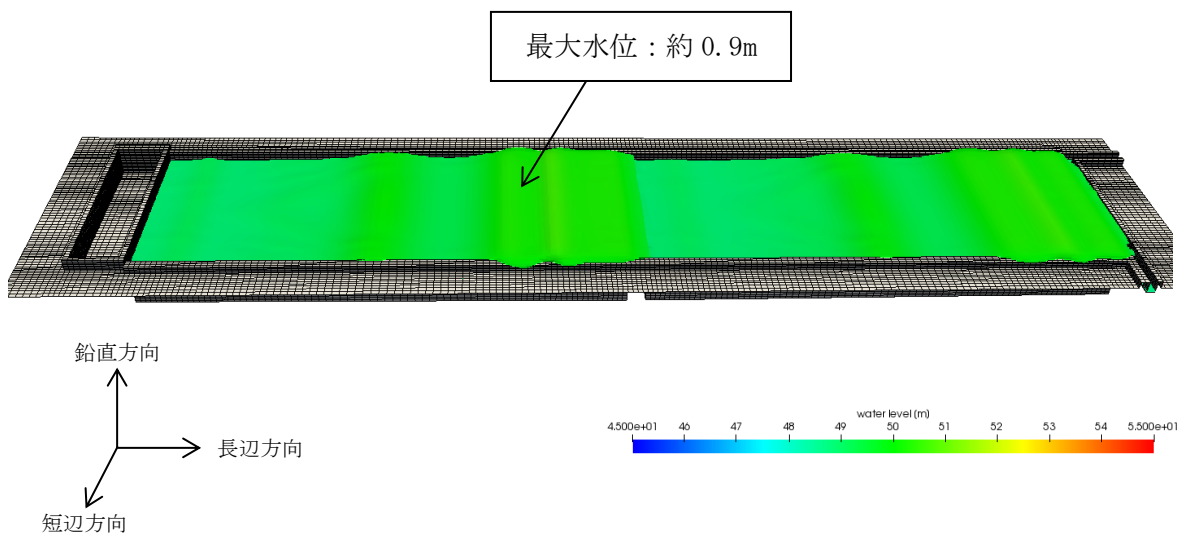 最大水位：約 0.9m
鉛直方向
長辺方向
短辺方向
water level (m)
4.500e+01 46 47 48 49 50 51 52 53 54 5.500e+01